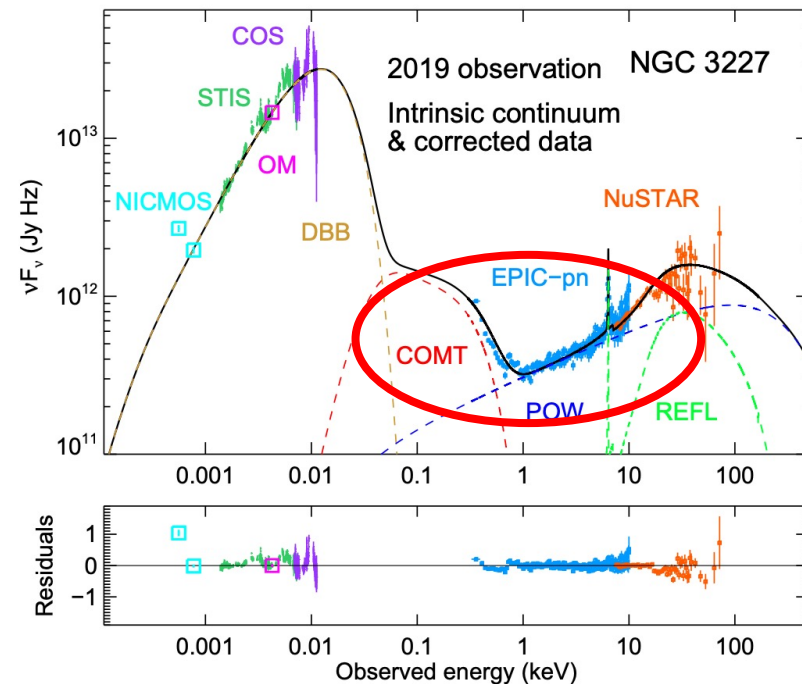 COS
2019 observation
NGC 3227
STIS
Intrinsic continuum
& corrected data
10¹³
OM
NICMOS
NuSTAR
DBB
νFᵥ (Jy Hz)
EPIC−pn
10¹²
COMT
POW
REFL
10¹¹
0.001 0.01 0.1 1 10 100
Residuals
1
0
−1
0.001 0.01 0.1 1 10 100
Observed energy (keV)